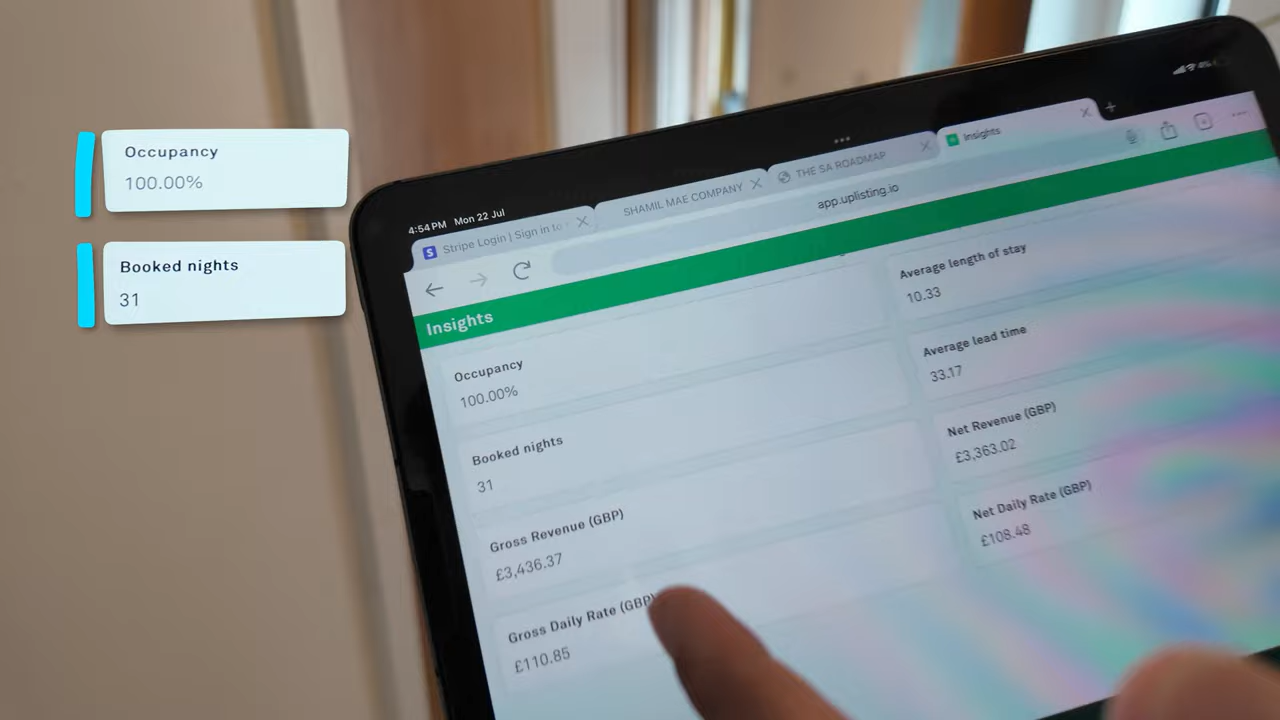 Occupancy
100.00%
Booked nights
31
4:54 PM Mon 22 Jul
Stripe Login | Sign in to
SHAMIL MAE COMPANY
THE SA ROADMAP
Insights
app.uplisting.io
Insights
Occupancy
100.00%
Booked nights
31
Gross Revenue (GBP)
£3,436.37
Gross Daily Rate (GBP)
£110.85
Average length of stay
10.33
Average lead time
33.17
Net Revenue (GBP)
£3,363.02
Net Daily Rate (GBP)
£108.48